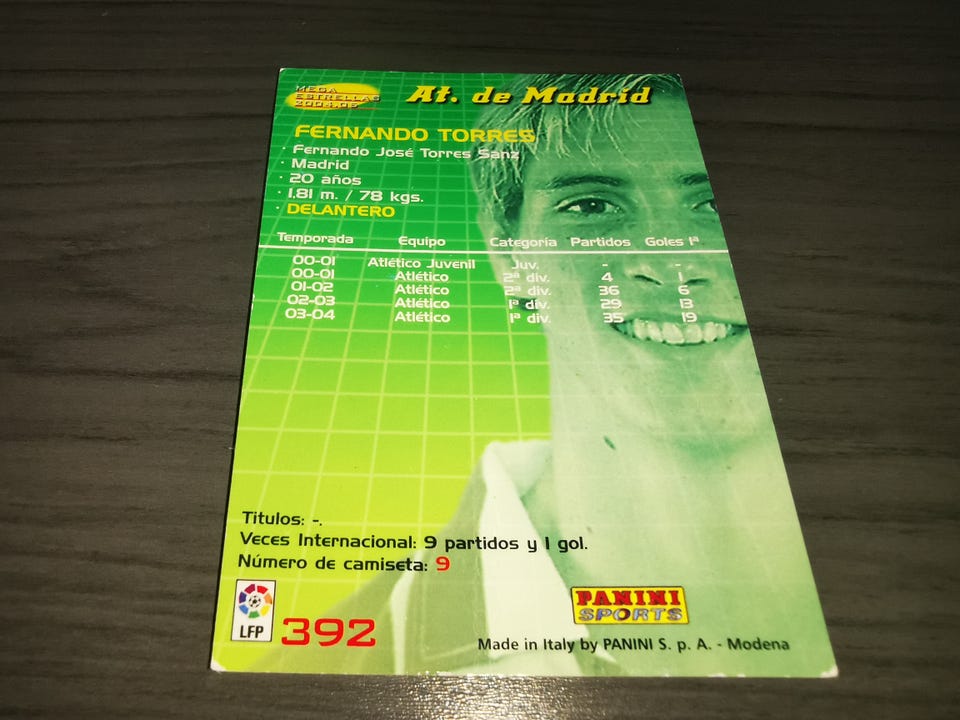 MEGA
ESTRELLAS
2004-05
At. de Madrid
FERNANDO TORRES
· Fernando José Torres Sanz
· Madrid
· 20 años
· 1.81 m. / 78 kgs.
· DELANTERO
Temporada Equipo Categoría Partidos Goles 1ª
00-01 Atlético Juvenil Juv. - -
00-01 Atlético 2ª div. 4 1
01-02 Atlético 2ª div. 36 6
02-03 Atlético 1ª div. 29 13
03-04 Atlético 1ª div. 35 19
Titulos: -.
Veces Internacional: 9 partidos y 1 gol.
Número de camiseta: 9
LFP
392
PANINI
SPORTS
Made in Italy by PANINI S. p. A. - Modena